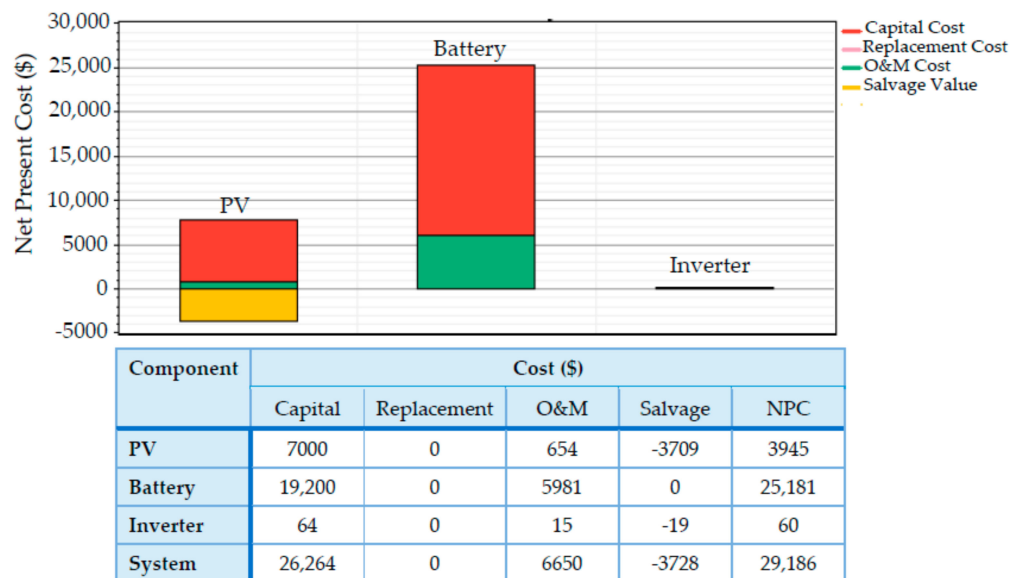 30,000
25,000
20,000
15,000
10,000
5000
0
-5000
Net Present Cost ($)
PV
Battery
Inverter
Capital Cost
Replacement Cost
O&M Cost
Salvage Value
Component Cost ($)
Capital Replacement O&M Salvage NPC
PV 7000 0 654 -3709 3945
Battery 19,200 0 5981 0 25,181
Inverter 64 0 15 -19 60
System 26,264 0 6650 -3728 29,186